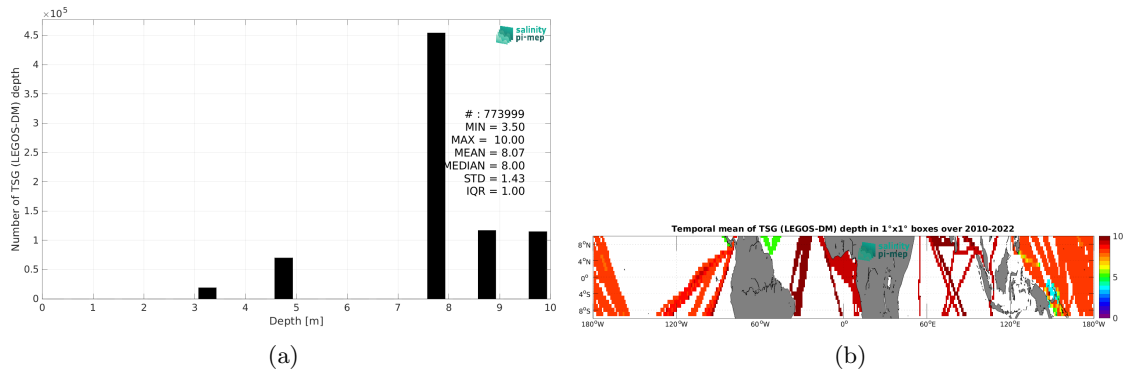 ×10^5
4.5
4
3.5
3
2.5
2
1.5
1
0.5
0
Number of TSG (LEGOS-DM) depth
salinity
pi-mep
# : 773999
MIN = 3.50
MAX = 10.00
MEAN = 8.07
MEDIAN = 8.00
STD = 1.43
IQR = 1.00
0 1 2 3 4 5 6 7 8 9 10
Depth [m]
(a)
Temporal mean of TSG (LEGOS-DM) depth in 1°x1° boxes over 2010-2022
8°N
4°N
0°
4°S
8°S
salinity
pi-mep
180°W 120°W 60°W 0° 60°E 120°E 180°W
10
5
0
(b)